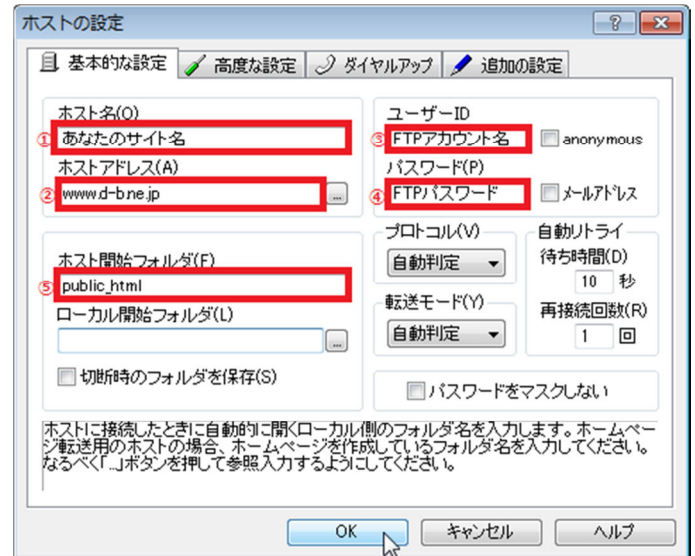 ホストの設定
基本的な設定 高度な設定 ダイヤルアップ 追加の設定
ホスト名(O)
① あなたのサイト名
ホストアドレス(A)
② www.d-b.ne.jp ...
ユーザーID
③ FTPアカウント名 anonymous
パスワード(P)
④ FTPパスワード メールアドレス
ホスト開始フォルダ(F)
⑤ public_html
ローカル開始フォルダ(L)
...
切断時のフォルダを保存(S)
プロトコル(V)
自動判定
転送モード(Y)
自動判定
自動リトライ
待ち時間(D)
10 秒
再接続回数(R)
1 回
パスワードをマスクしない
ホストに接続したときに自動的に開くローカル側のフォルダ名を入力します。ホームペー
ジ転送用のホストの場合、ホームページを作成しているフォルダ名を入力してください。
なるべく「...」ボタンを押して参照入力するようにしてください。
OK キャンセル ヘルプ